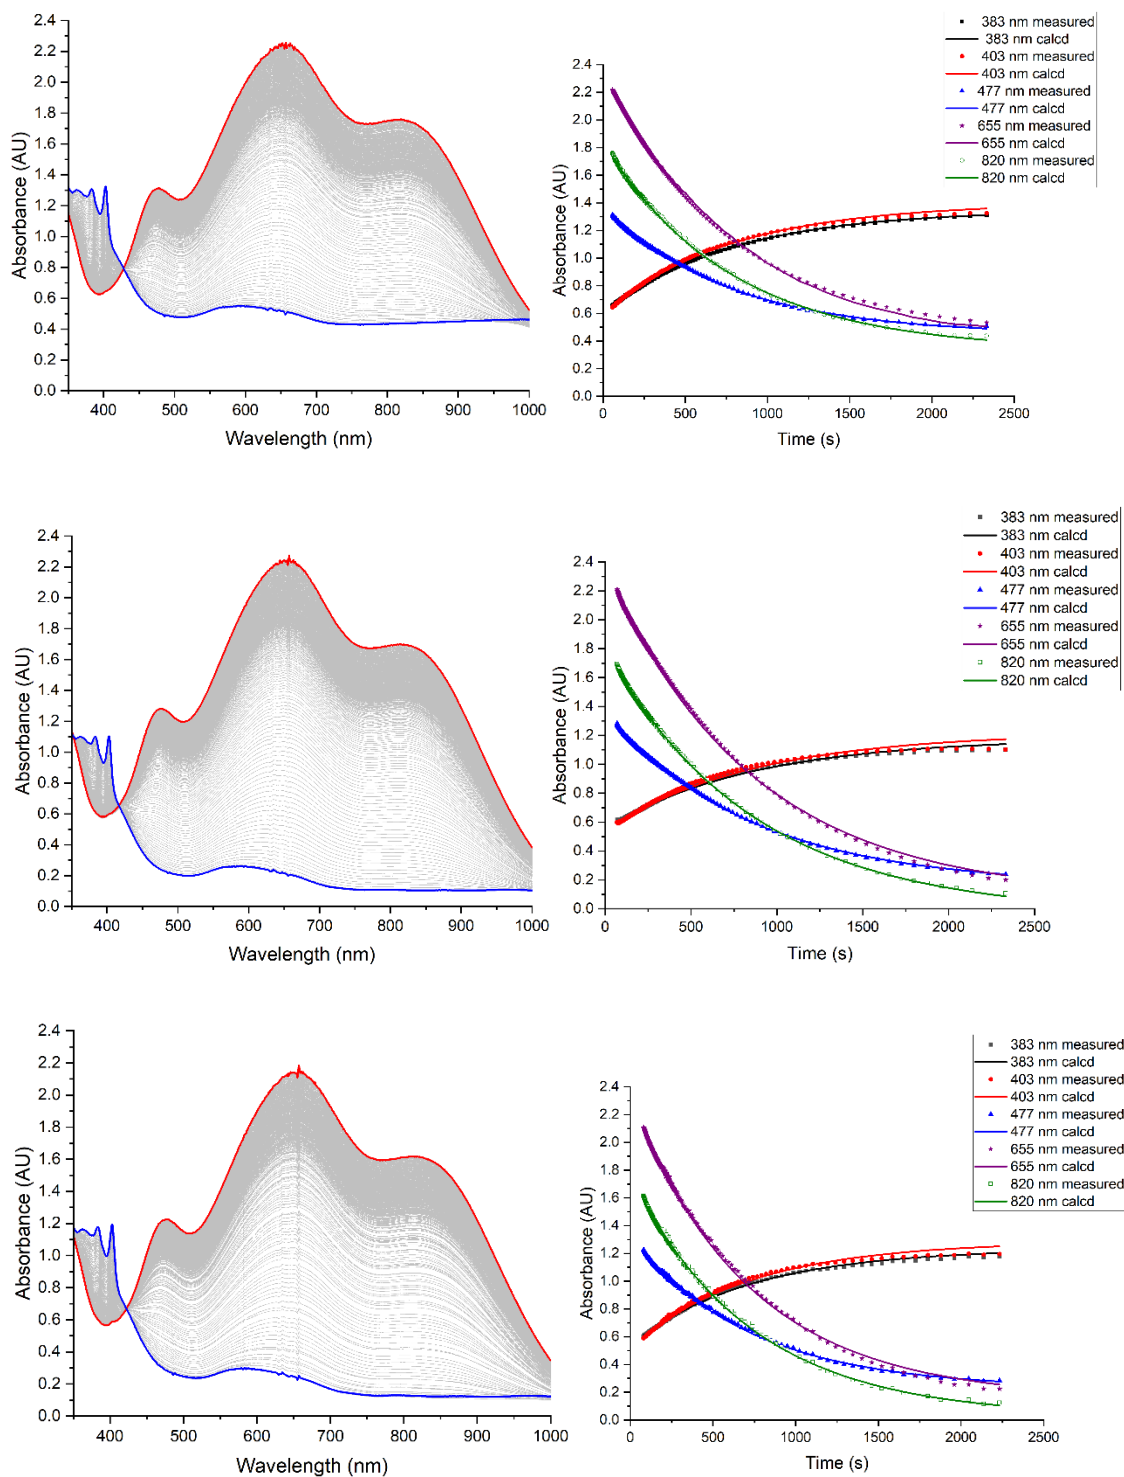 2.4
2.2
2.0
1.8
1.6
1.4
1.2
1.0
0.8
0.6
0.4
0.2
0.0
Absorbance (AU)
400 500 600 700 800 900 1000
Wavelength (nm)
383 nm measured
383 nm calcd
403 nm measured
403 nm calcd
477 nm measured
477 nm calcd
655 nm measured
655 nm calcd
820 nm measured
820 nm calcd
2.4
2.2
2.0
1.8
1.6
1.4
1.2
1.0
0.8
0.6
0.4
0.2
0.0
Absorbance (AU)
0 500 1000 1500 2000 2500
Time (s)
2.4
2.2
2.0
1.8
1.6
1.4
1.2
1.0
0.8
0.6
0.4
0.2
0.0
Absorbance (AU)
400 500 600 700 800 900 1000
Wavelength (nm)
383 nm measured
383 nm calcd
403 nm measured
403 nm calcd
477 nm measured
477 nm calcd
655 nm measured
655 nm calcd
820 nm measured
820 nm calcd
2.4
2.2
2.0
1.8
1.6
1.4
1.2
1.0
0.8
0.6
0.4
0.2
0.0
Absorbance (AU)
0 500 1000 1500 2000 2500
Time (s)
2.4
2.2
2.0
1.8
1.6
1.4
1.2
1.0
0.8
0.6
0.4
0.2
0.0
Absorbance (AU)
400 500 600 700 800 900 1000
Wavelength (nm)
383 nm measured
383 nm calcd
403 nm measured
403 nm calcd
477 nm measured
477 nm calcd
655 nm measured
655 nm calcd
820 nm measured
820 nm calcd
2.4
2.2
2.0
1.8
1.6
1.4
1.2
1.0
0.8
0.6
0.4
0.2
0.0
Absorbance (AU)
0 500 1000 1500 2000 2500
Time (s)